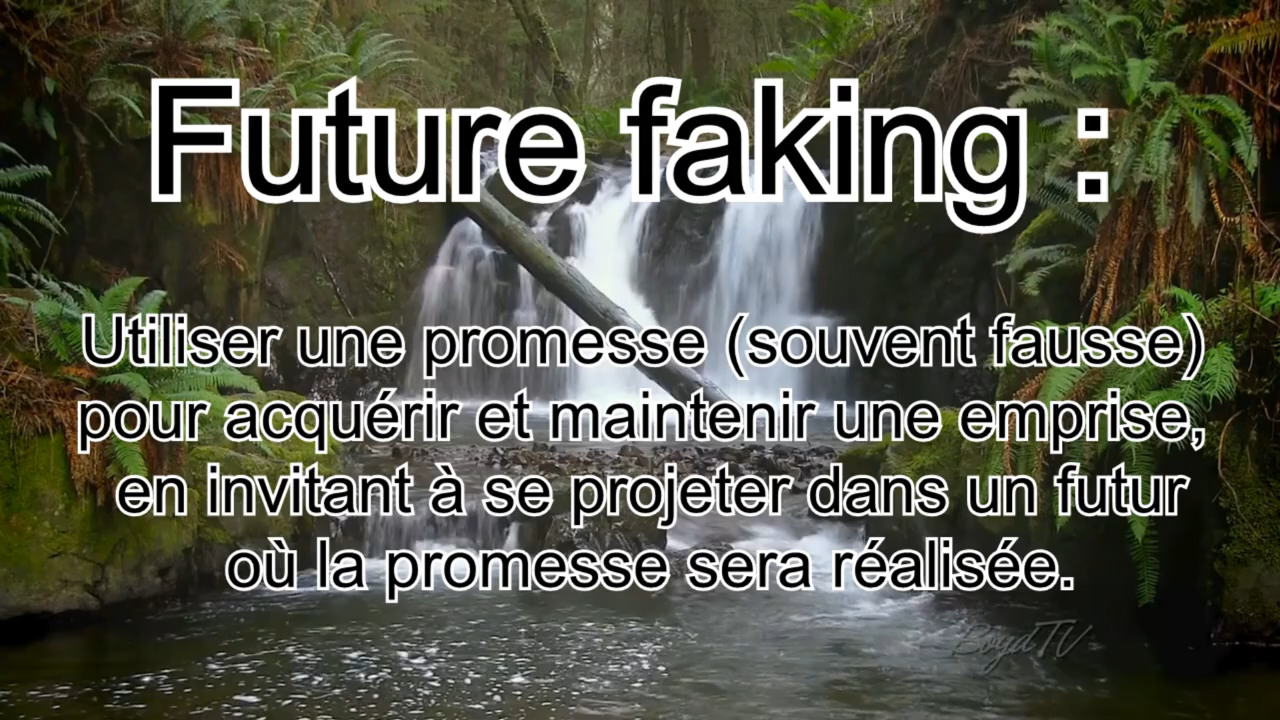 Future faking :
Utiliser une promesse (souvent fausse)
pour acquérir et maintenir une emprise,
en invitant à se projeter dans un futur
où la promesse sera réalisée.
BoydTV